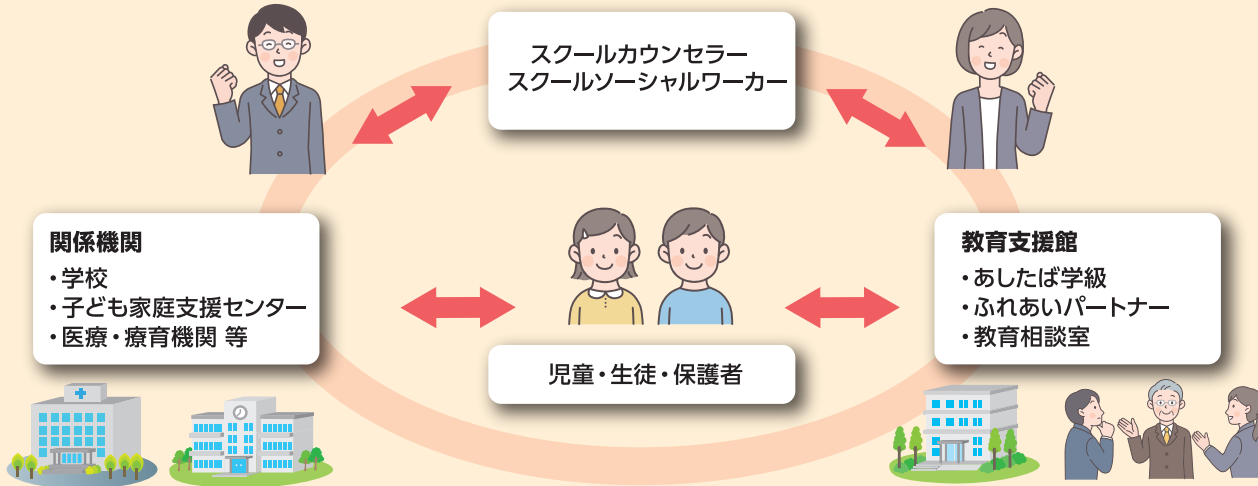 スクールカウンセラー
スクールソーシャルワーカー
関係機関
・学校
・子ども家庭支援センター
・医療・療育機関 等
児童・生徒・保護者
教育支援館
・あしたば学級
・ふれあいパートナー
・教育相談室